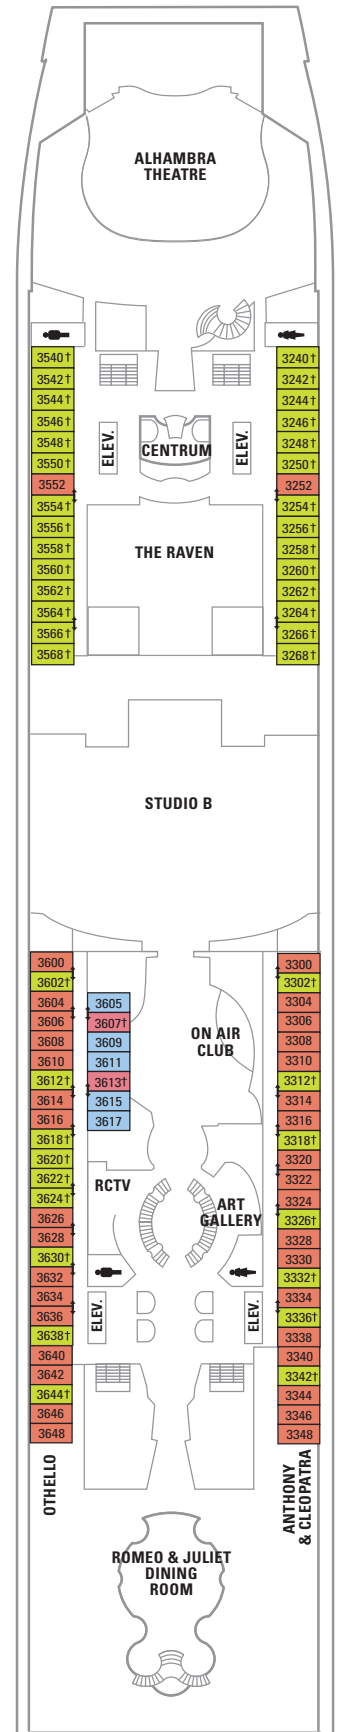 ALHAMBRA
THEATRE
3540† 3240†
3542† 3242†
3544† 3244†
3546† 3246†
3548† 3248†
3550† 3250†
ELEV. CENTRUM ELEV.
3552 3252
3554† 3254†
3556† 3256†
3558† 3258†
THE RAVEN
3560† 3260†
3562† 3262†
3564† 3264†
3566† 3266†
3568† 3268†
STUDIO B
3600 3300
3602† 3302†
3604 3605 3304
3606 3607† 3306
3608 3609 3308
ON AIR
CLUB
3610 3611 3310
3612† 3613† 3312†
3614 3615 3314
3616 3617 3316
3618† 3318†
3620† 3320
3622† 3322
RCTV
3624† 3324
3626 3326†
ART
GALLERY
3628 3328
3630† 3330
3632 3332†
3634 3334
3636 3336†
ELEV. ELEV.
3638† 3338
3640 3340
3642 3342†
3644† 3344
3646 3346
3648 3348
OTHELLO
ANTHONY
& CLEOPATRA
ROMEO & JULIET
DINING
ROOM